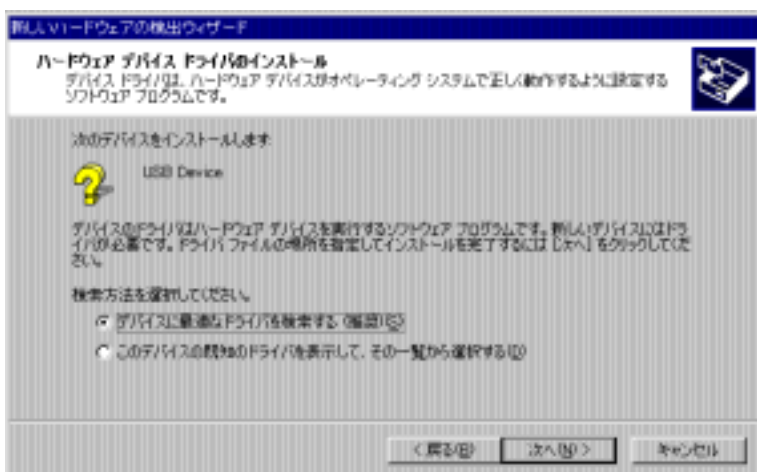 新しいハードウェアの検出ウィザード
ハードウェア デバイス ドライバのインストール
デバイス ドライバは、ハードウェア デバイスがオペレーティング システムで正しく動作するように設定する
ソフトウェア プログラムです。
次のデバイスをインストールします:
USB Device
デバイスのドライバはハードウェア デバイスを実行するソフトウェア プログラムです。新しいデバイスにはドラ
イバが必要です。ドライバ ファイルの場所を指定してインストールを完了するには [次へ] をクリックしてくだ
さい。
検索方法を選択してください。
デバイスに最適なドライバを検索する (推奨)(S)
このデバイスの既知のドライバを表示して、その一覧から選択する(D)
< 戻る(B)
次へ(N) >
キャンセル